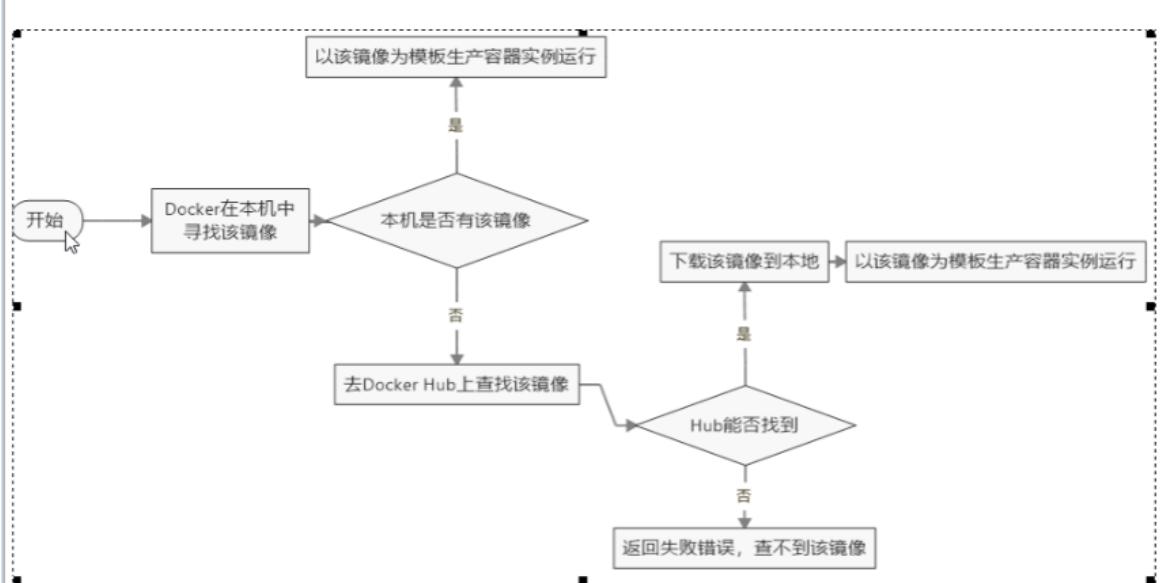 以该镜像为模板生产容器实例运行
是
开始
Docker在本机中
寻找该镜像
本机是否有该镜像
否
去Docker Hub上查找该镜像
下载该镜像到本地
以该镜像为模板生产容器实例运行
是
Hub能否找到
否
返回失败错误，查不到该镜像